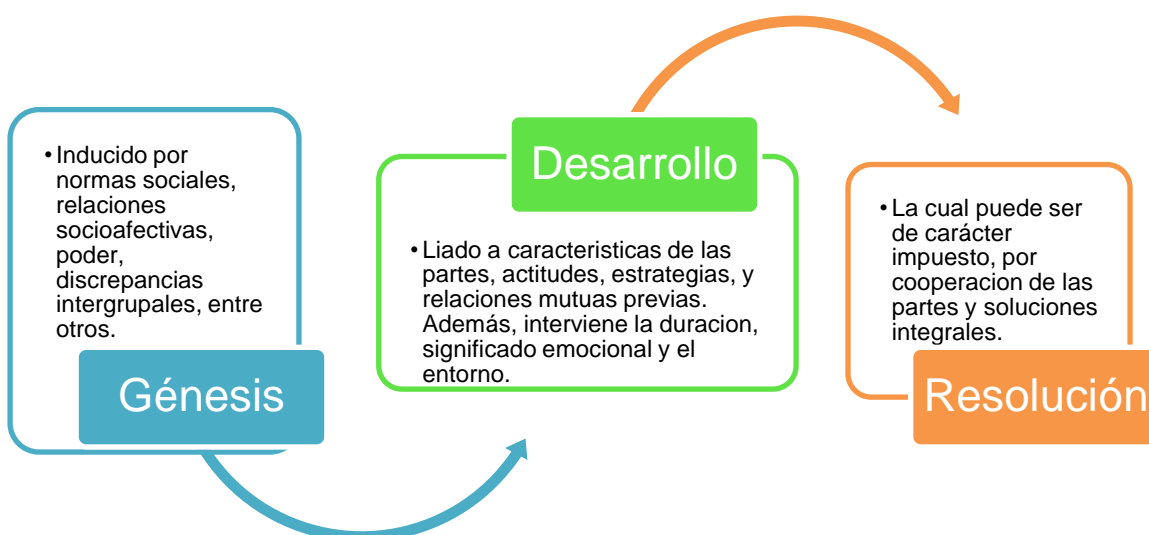 • Inducido por
normas sociales,
relaciones
socioafectivas,
poder,
discrepancias
intergrupales, entre
otros.
Génesis
Desarrollo
• Liado a caracteristicas de las
partes, actitudes, estrategias, y
relaciones mutuas previas.
Además, interviene la duracion,
significado emocional y el
entorno.
• La cual puede ser
de carácter
impuesto, por
cooperacion de las
partes y soluciones
integrales.
Resolución